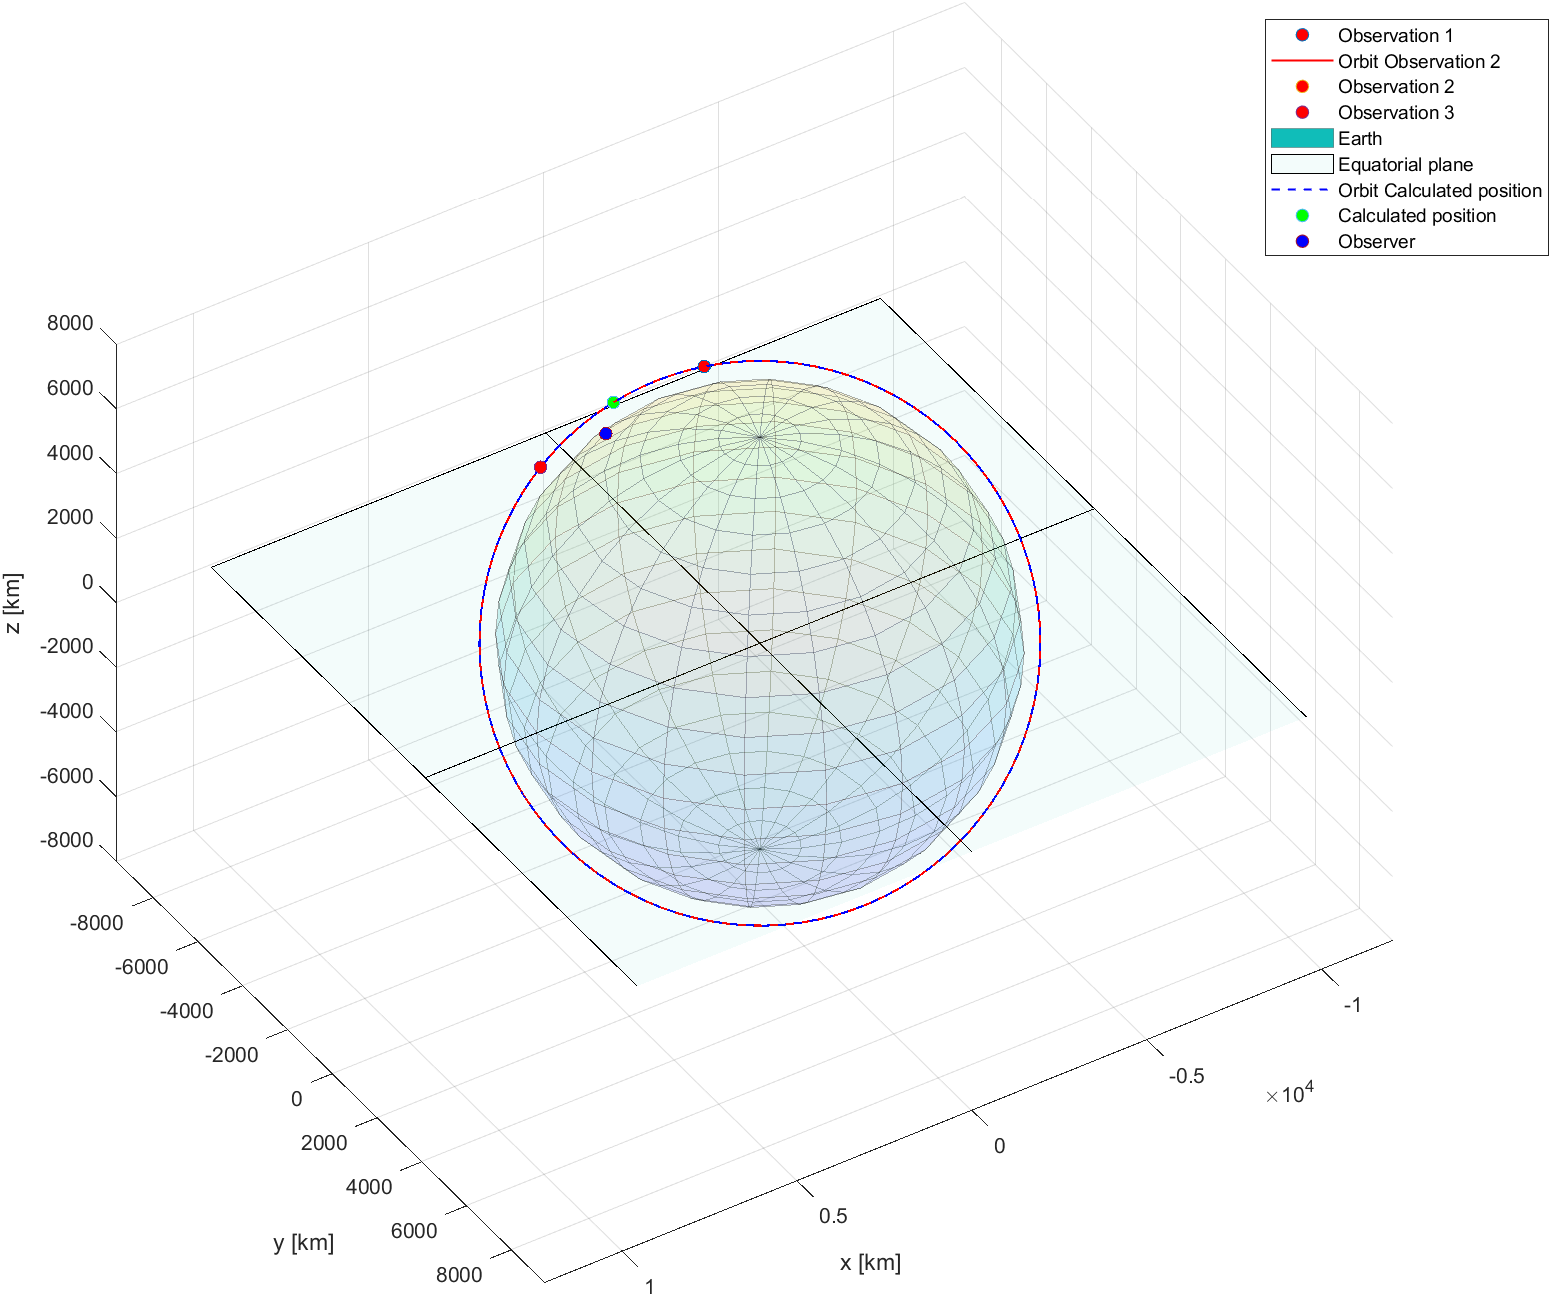 Observation 1
Orbit Observation 2
Observation 2
Observation 3
Earth
Equatorial plane
Orbit Calculated position
Calculated position
Observer
8000
6000
4000
2000
0
-2000
-4000
-6000
-8000
z [km]
-8000
-6000
-4000
-2000
0
2000
4000
6000
8000
y [km]
-1
-0.5
0
0.5
1
×10⁴
x [km]